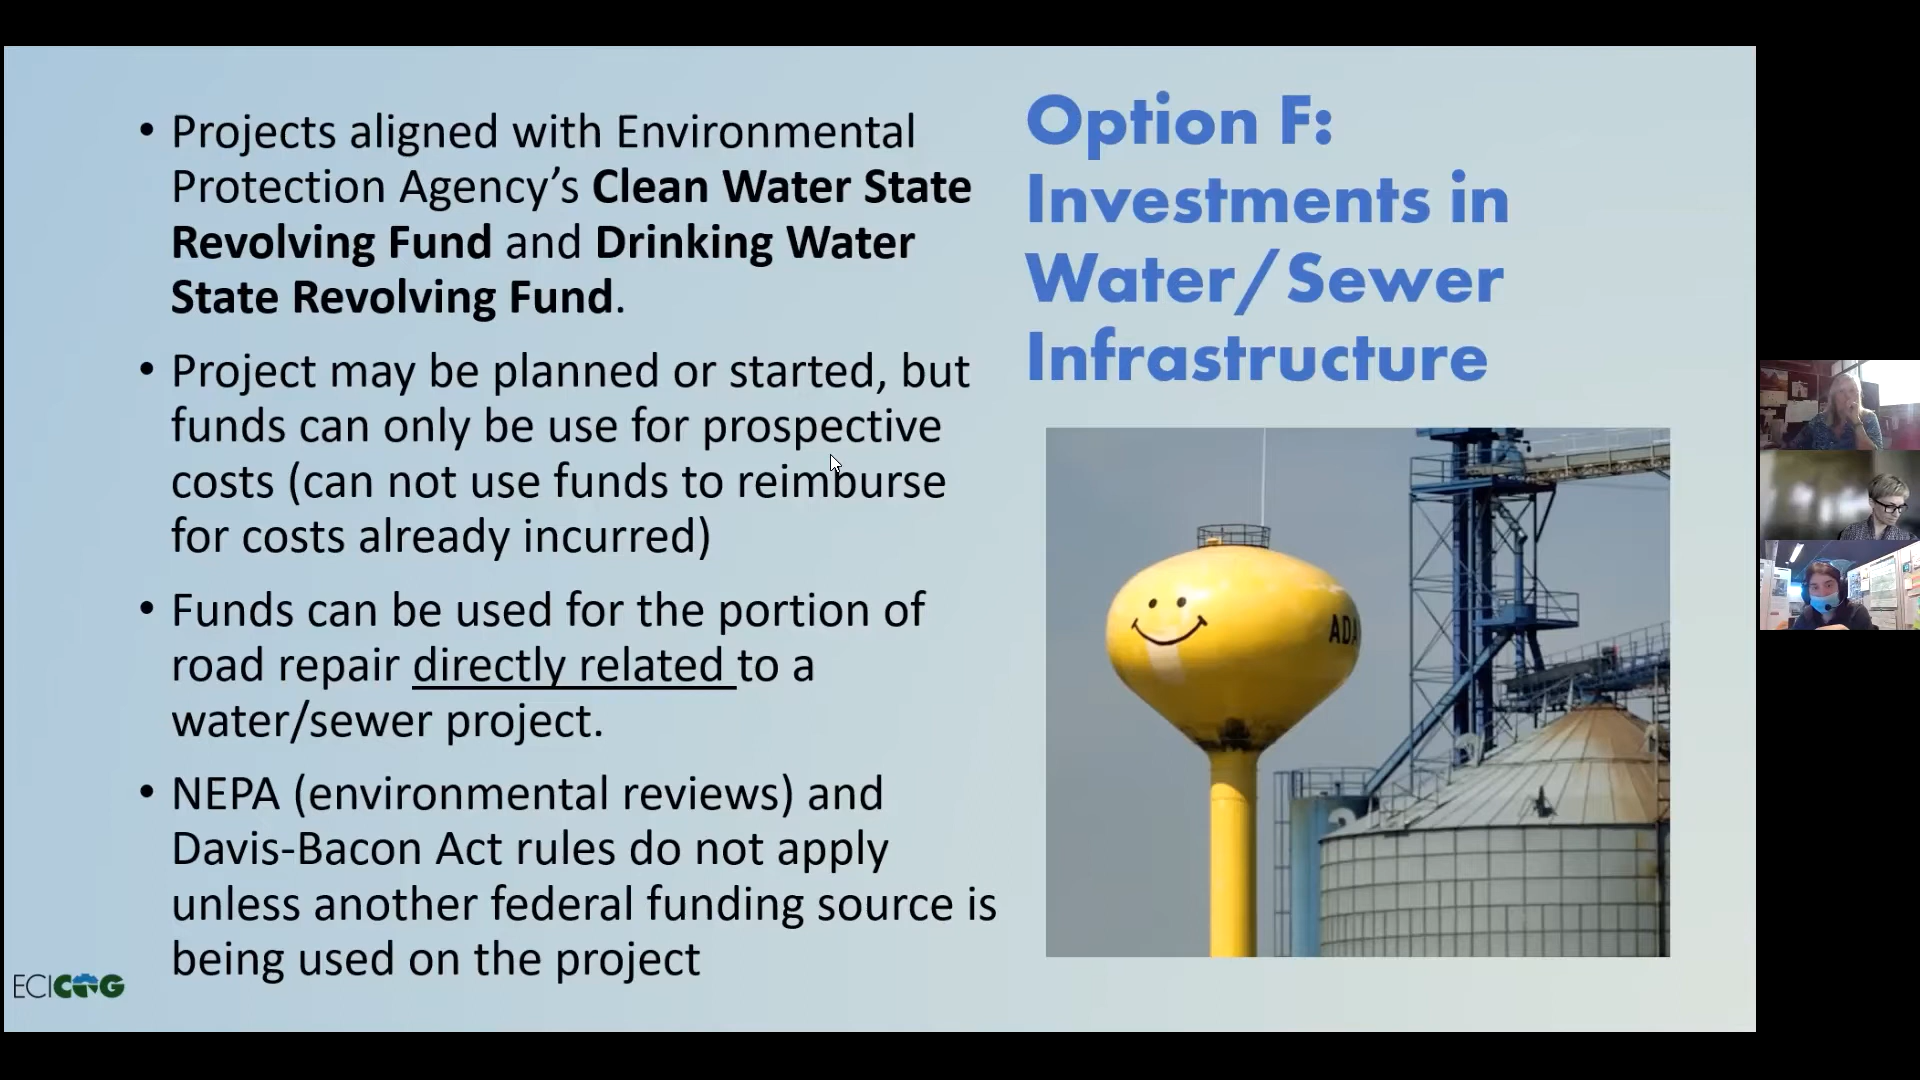 • Projects aligned with Environmental
Protection Agency’s Clean Water State
Revolving Fund and Drinking Water
State Revolving Fund.
• Project may be planned or started, but
funds can only be use for prospective
costs (can not use funds to reimburse
for costs already incurred)
• Funds can be used for the portion of
road repair directly related to a
water/sewer project.
• NEPA (environmental reviews) and
Davis-Bacon Act rules do not apply
unless another federal funding source is
being used on the project
ECICOG
Option F:
Investments in
Water/Sewer
Infrastructure
ADA